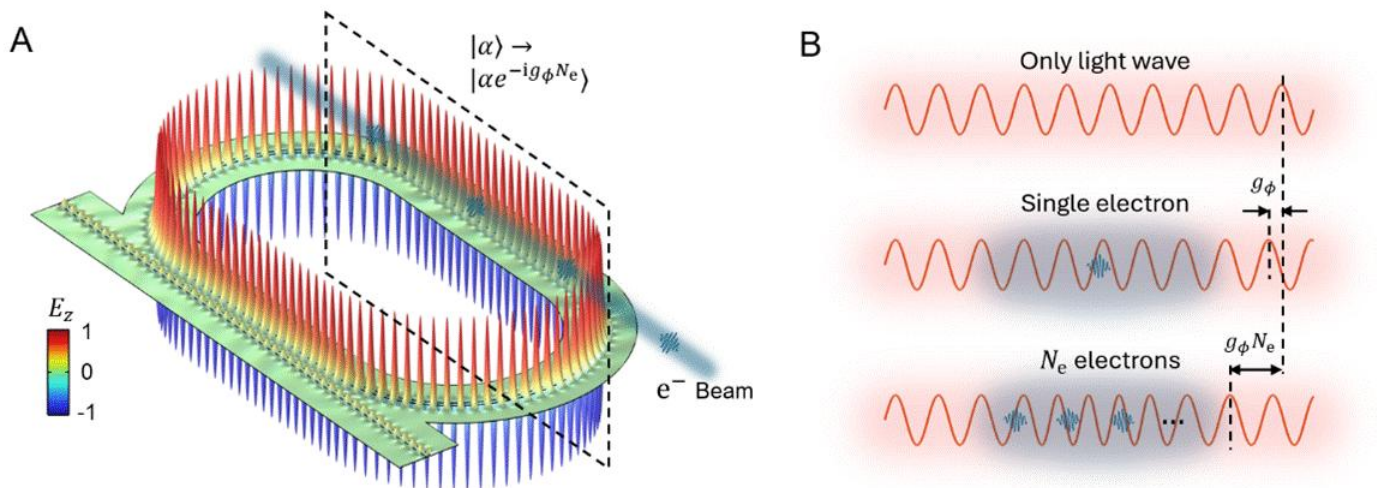 A
|α⟩ →
|αe^{-ig_ϕN_e}⟩
E_z
1
0
-1
e⁻ Beam
B
Only light wave
g_ϕ
Single electron
g_ϕN_e
N_e electrons
...